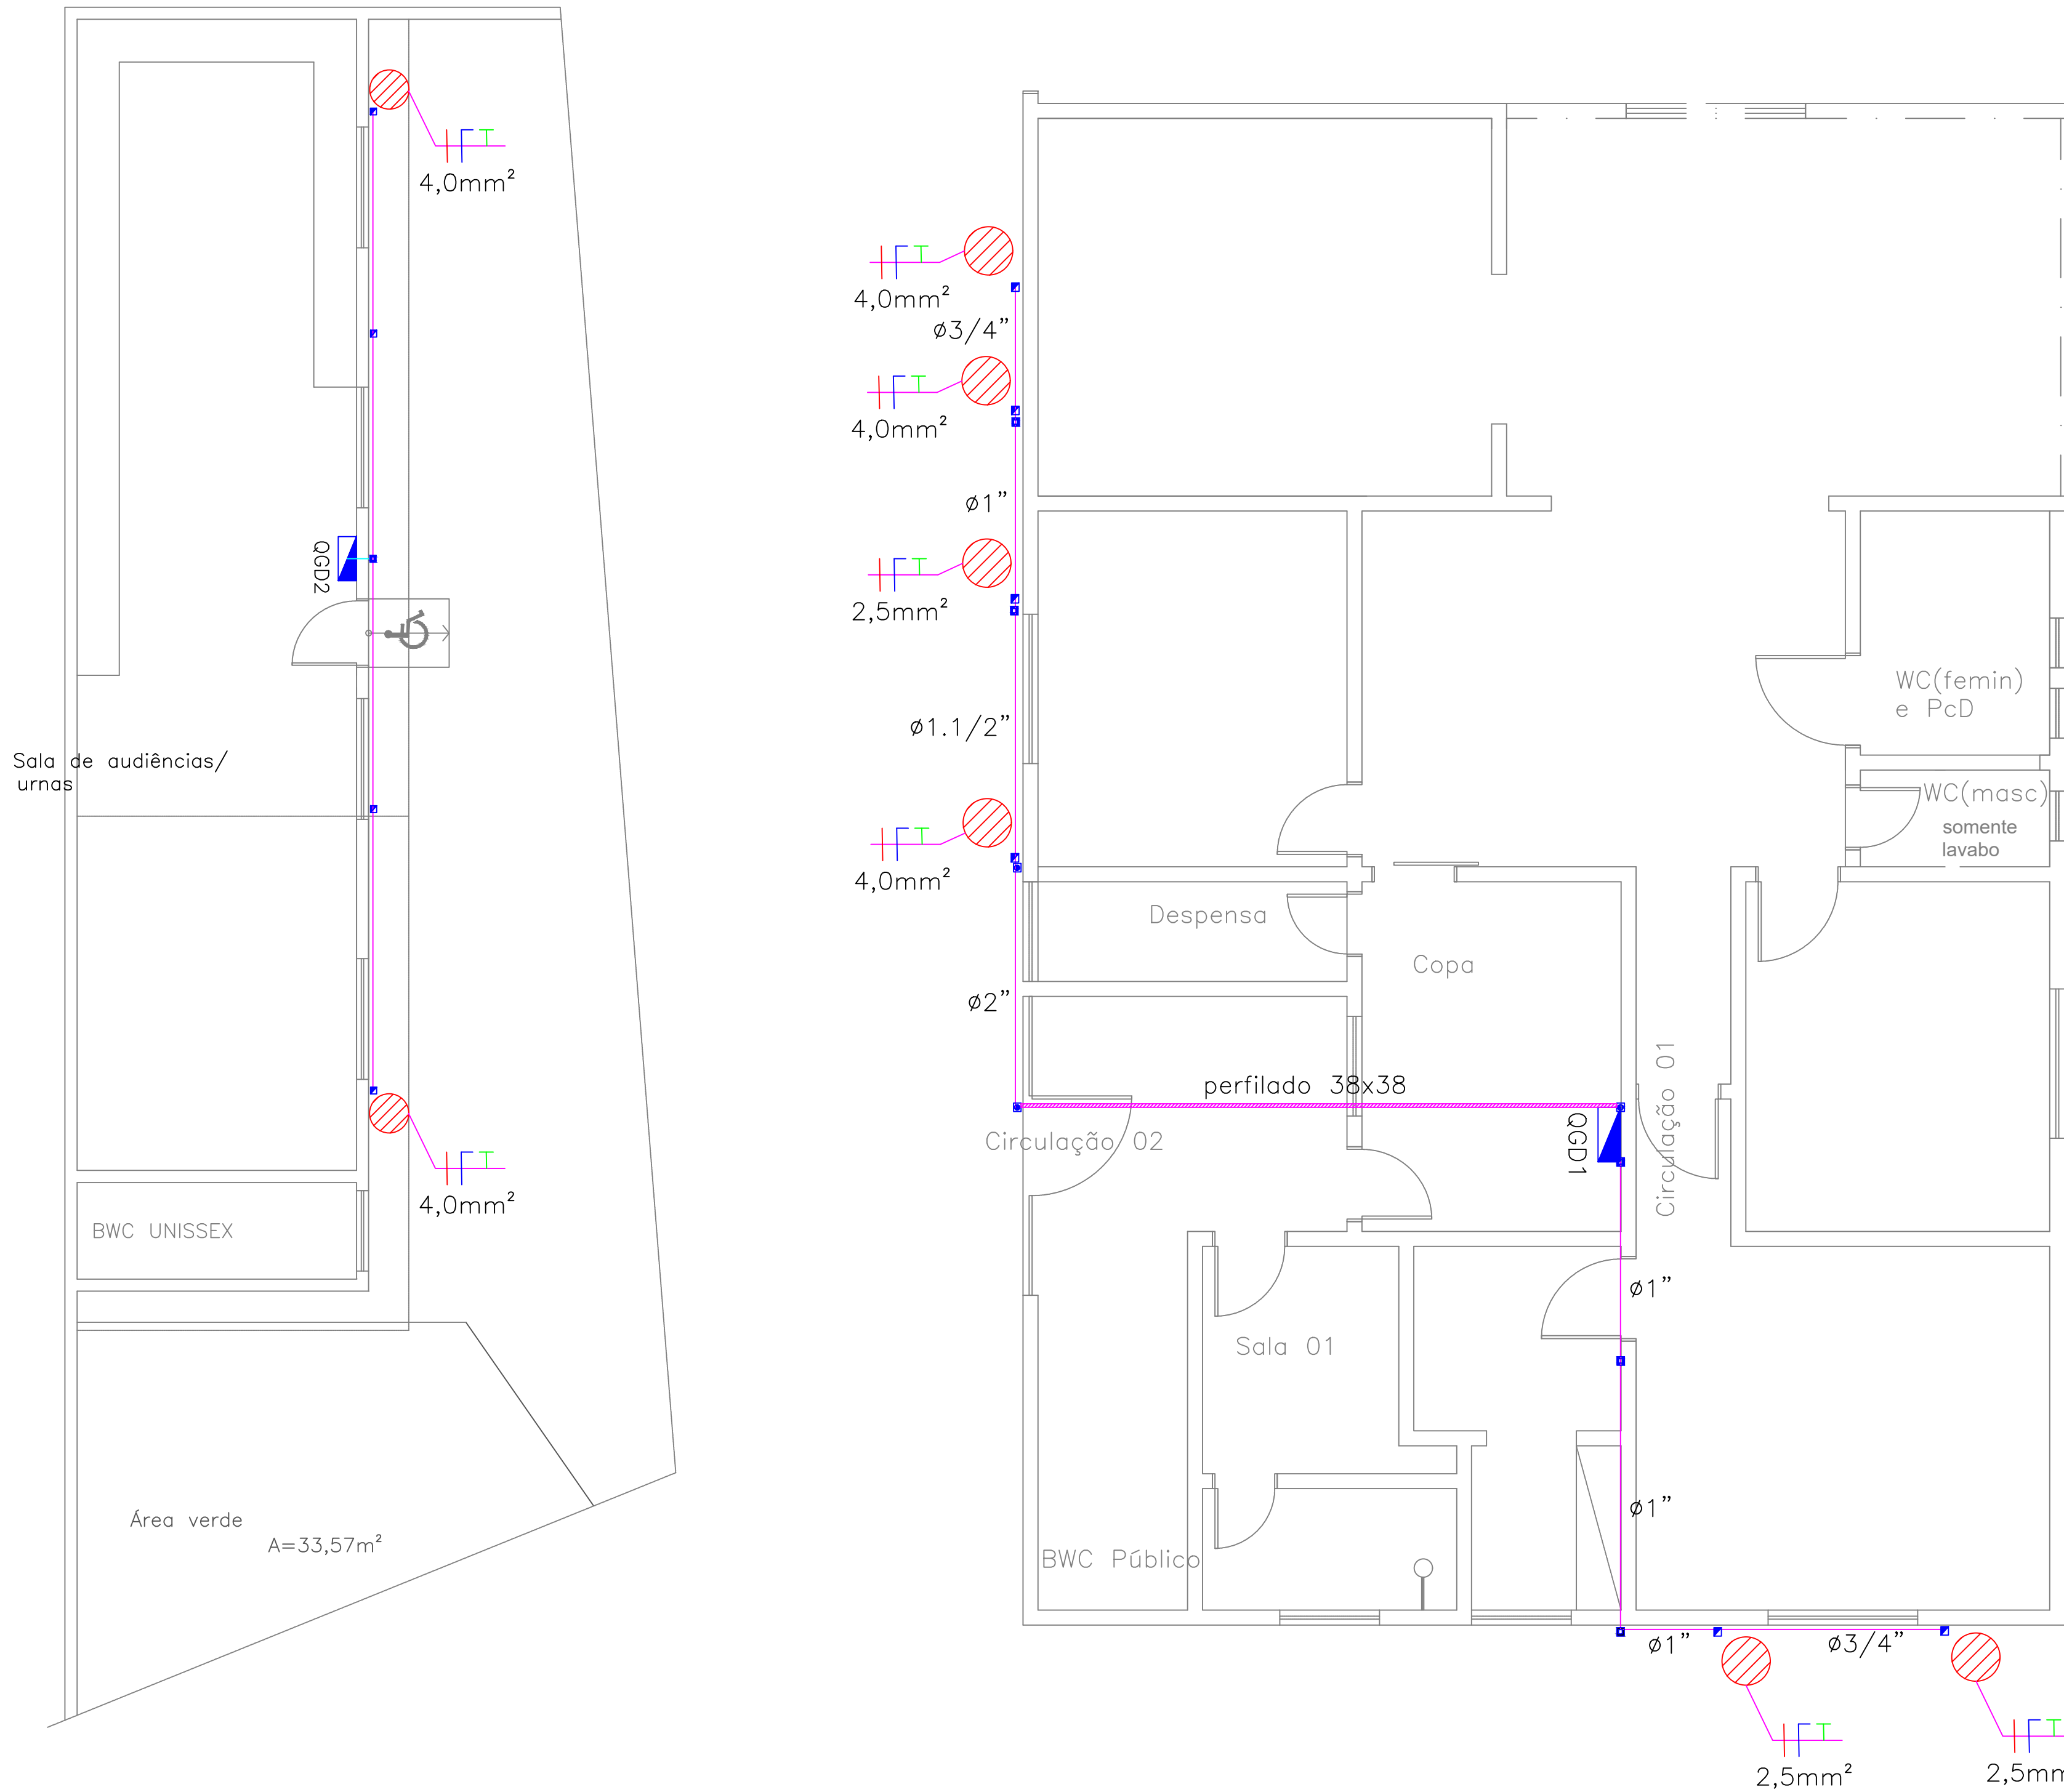 4,0mm²
QGD2
Sala de audiências/
urnas
4,0mm²
BWC UNISSEX
Área verde
A=33,57m²
4,0mm²
ø3/4"
4,0mm²
ø1"
2,5mm²
ø1.1/2"
4,0mm²
ø2"
WC(femin)
e PcD
WC(masc)
somente
lavabo
Despensa
Copa
perfilado 38x38
Circulação 02
QGD1
Circulação 01
ø1"
Sala 01
ø1"
BWC Público
ø1"
ø3/4"
2,5mm²
2,5mm